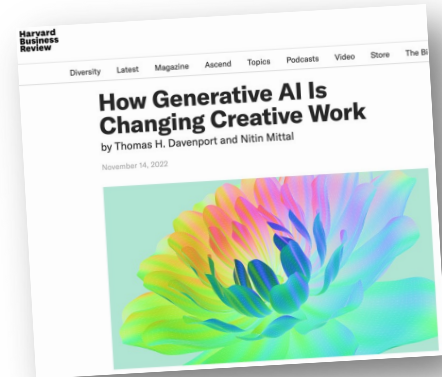 Harvard
Business
Review
Diversity Latest Magazine Ascend Topics Podcasts Video Store The Bi
How Generative AI Is
Changing Creative Work
by Thomas H. Davenport and Nitin Mittal
November 14, 2022